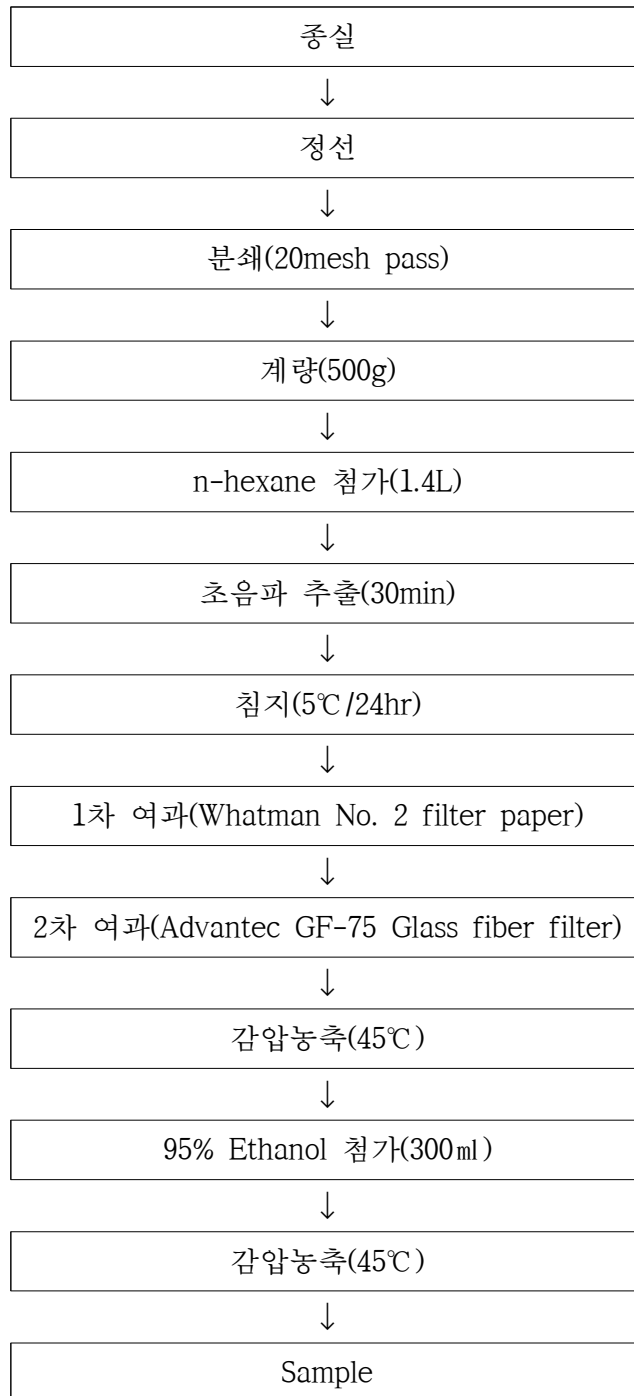 종실
↓
정선
↓
분쇄(20mesh pass)
↓
계량(500g)
↓
n-hexane 첨가(1.4L)
↓
초음파 추출(30min)
↓
침지(5℃/24hr)
↓
1차 여과(Whatman No. 2 filter paper)
↓
2차 여과(Advantec GF-75 Glass fiber filter)
↓
감압농축(45℃)
↓
95% Ethanol 첨가(300㎖)
↓
감압농축(45℃)
↓
Sample